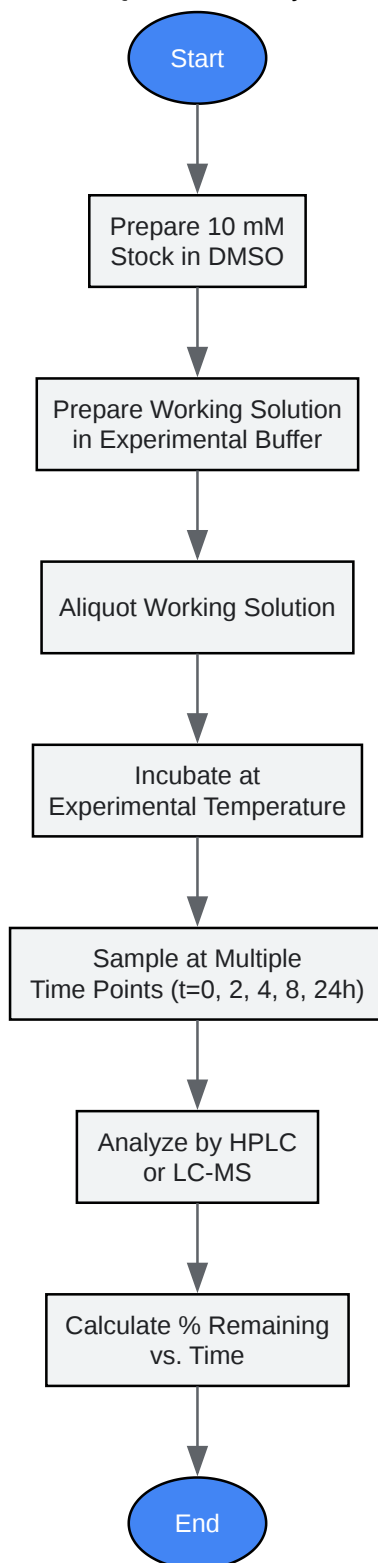 Start
Prepare 10 mM
Stock in DMSO
Prepare Working Solution
in Experimental Buffer
Aliquot Working Solution
Incubate at
Experimental Temperature
Sample at Multiple
Time Points (t=0, 2, 4, 8, 24h)
Analyze by HPLC
or LC-MS
Calculate % Remaining
vs. Time
End